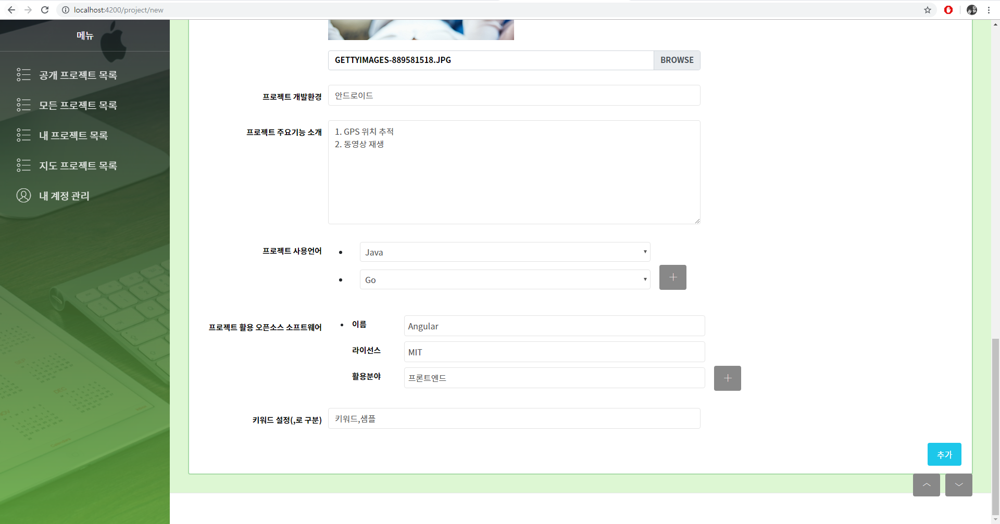 localhost:4200/project/new
메뉴
공개 프로젝트 목록
모든 프로젝트 목록
내 프로젝트 목록
지도 프로젝트 목록
내 계정 관리
GETTYIMAGES-889581518.JPG BROWSE
프로젝트 개발환경 안드로이드
프로젝트 주요기능 소개 1. GPS 위치 추적
2. 동영상 재생
프로젝트 사용언어 Java
Go
프로젝트 활용 오픈소스 소프트웨어 이름 Angular
라이선스 MIT
활용분야 프론트엔드
키워드 설정(,로 구분) 키워드,샘플
추가